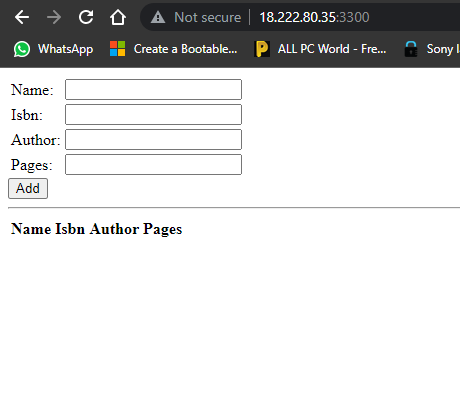 Not secure 18.222.80.35:3300
WhatsApp Create a Bootable... ALL PC World - Fre... Sony
Name:
Isbn:
Author:
Pages:
Add
Name Isbn Author Pages